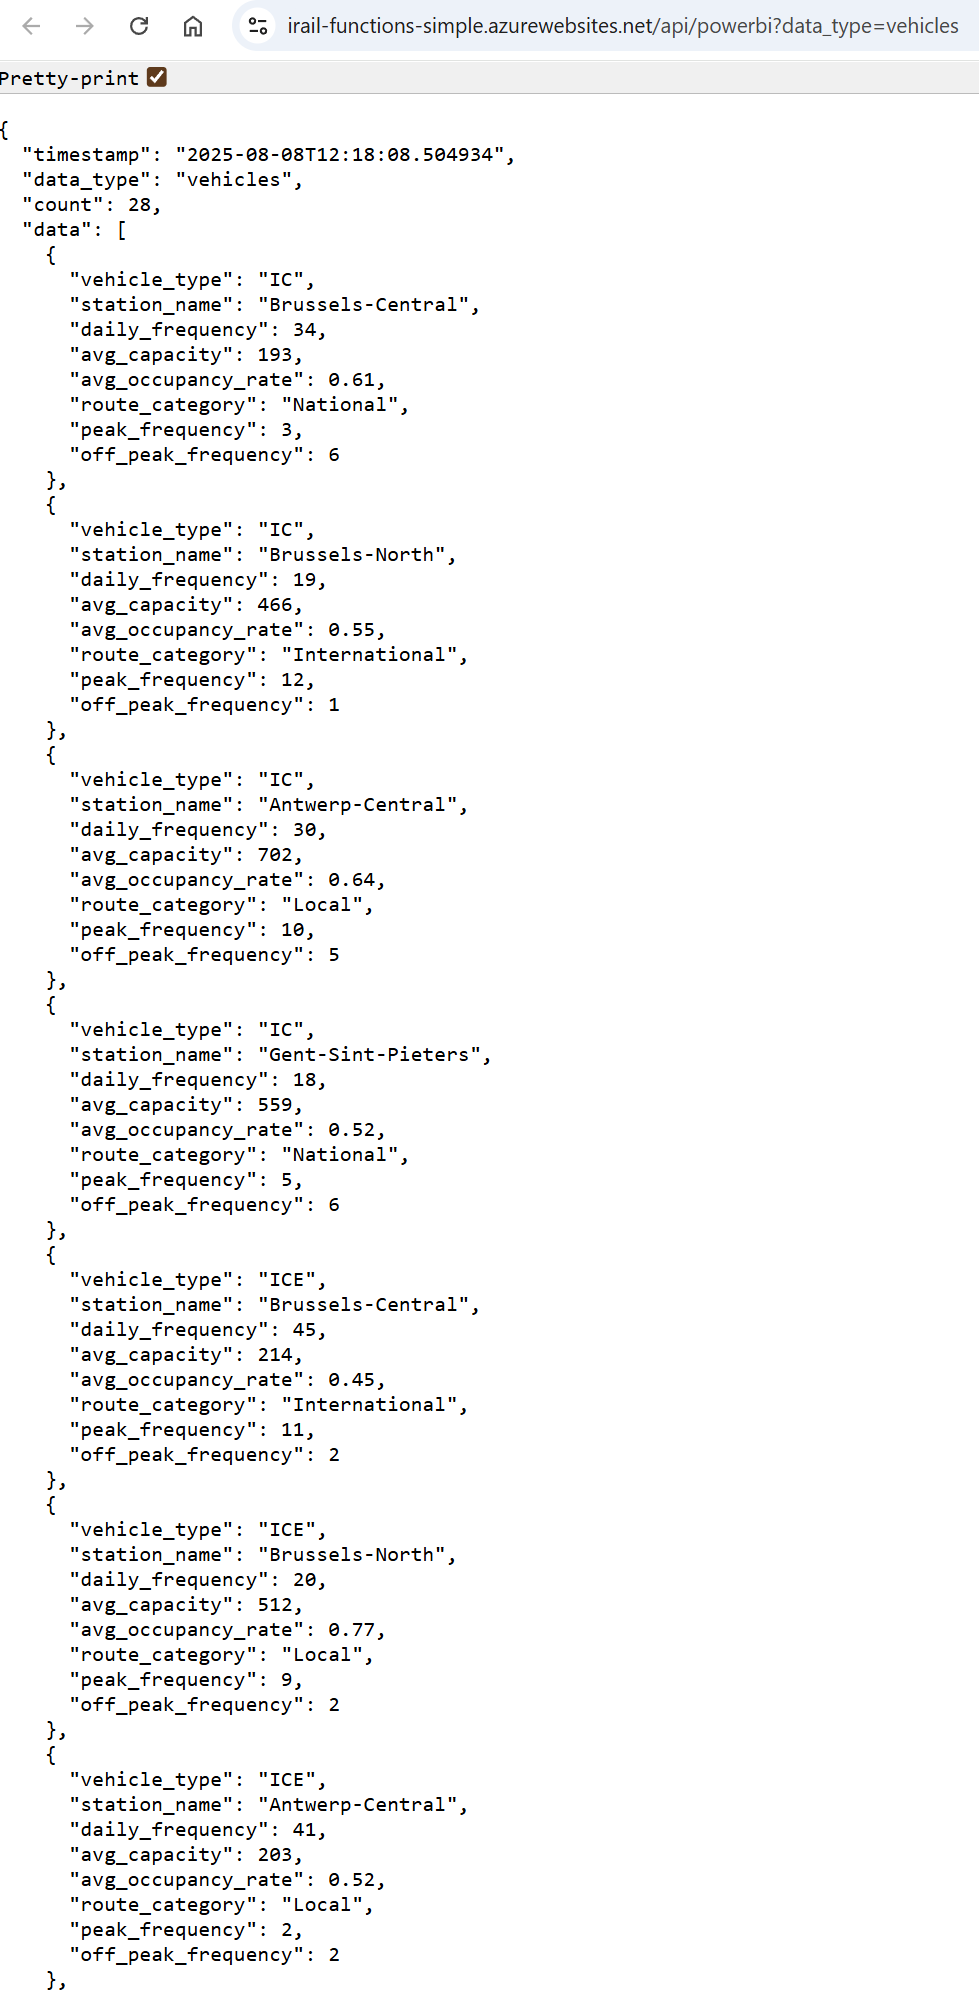 irail-functions-simple.azurewebsites.net/api/powerbi?data_type=vehicles
Pretty-print
{
  "timestamp": "2025-08-08T12:18:08.504934",
  "data_type": "vehicles",
  "count": 28,
  "data": [
    {
      "vehicle_type": "IC",
      "station_name": "Brussels-Central",
      "daily_frequency": 34,
      "avg_capacity": 193,
      "avg_occupancy_rate": 0.61,
      "route_category": "National",
      "peak_frequency": 3,
      "off_peak_frequency": 6
    },
    {
      "vehicle_type": "IC",
      "station_name": "Brussels-North",
      "daily_frequency": 19,
      "avg_capacity": 466,
      "avg_occupancy_rate": 0.55,
      "route_category": "International",
      "peak_frequency": 12,
      "off_peak_frequency": 1
    },
    {
      "vehicle_type": "IC",
      "station_name": "Antwerp-Central",
      "daily_frequency": 30,
      "avg_capacity": 702,
      "avg_occupancy_rate": 0.64,
      "route_category": "Local",
      "peak_frequency": 10,
      "off_peak_frequency": 5
    },
    {
      "vehicle_type": "IC",
      "station_name": "Gent-Sint-Pieters",
      "daily_frequency": 18,
      "avg_capacity": 559,
      "avg_occupancy_rate": 0.52,
      "route_category": "National",
      "peak_frequency": 5,
      "off_peak_frequency": 6
    },
    {
      "vehicle_type": "ICE",
      "station_name": "Brussels-Central",
      "daily_frequency": 45,
      "avg_capacity": 214,
      "avg_occupancy_rate": 0.45,
      "route_category": "International",
      "peak_frequency": 11,
      "off_peak_frequency": 2
    },
    {
      "vehicle_type": "ICE",
      "station_name": "Brussels-North",
      "daily_frequency": 20,
      "avg_capacity": 512,
      "avg_occupancy_rate": 0.77,
      "route_category": "Local",
      "peak_frequency": 9,
      "off_peak_frequency": 2
    },
    {
      "vehicle_type": "ICE",
      "station_name": "Antwerp-Central",
      "daily_frequency": 41,
      "avg_capacity": 203,
      "avg_occupancy_rate": 0.52,
      "route_category": "Local",
      "peak_frequency": 2,
      "off_peak_frequency": 2
    },